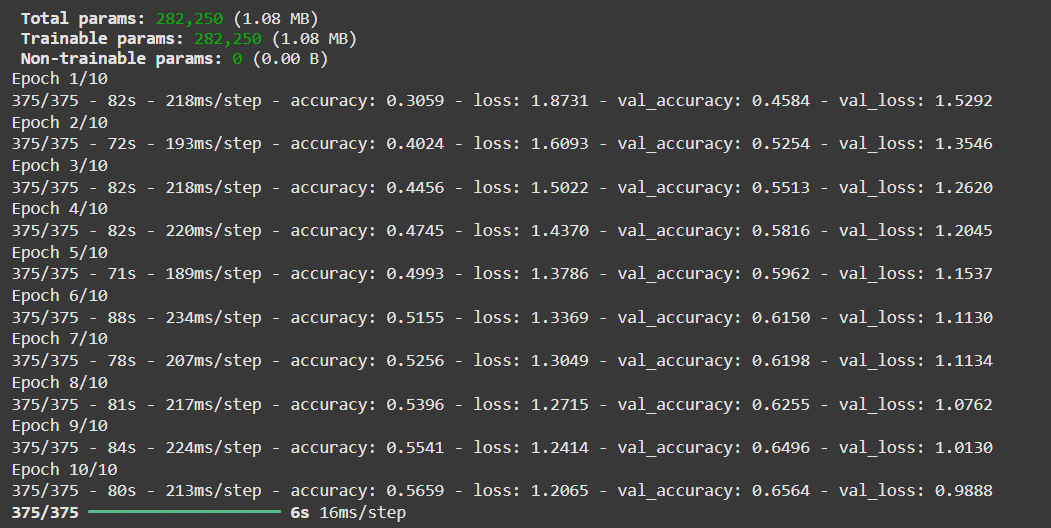 Total params: 282,250 (1.08 MB)
Trainable params: 282,250 (1.08 MB)
Non-trainable params: 0 (0.00 B)
Epoch 1/10
375/375 - 82s - 218ms/step - accuracy: 0.3059 - loss: 1.8731 - val_accuracy: 0.4584 - val_loss: 1.5292
Epoch 2/10
375/375 - 72s - 193ms/step - accuracy: 0.4024 - loss: 1.6093 - val_accuracy: 0.5254 - val_loss: 1.3546
Epoch 3/10
375/375 - 82s - 218ms/step - accuracy: 0.4456 - loss: 1.5022 - val_accuracy: 0.5513 - val_loss: 1.2620
Epoch 4/10
375/375 - 82s - 220ms/step - accuracy: 0.4745 - loss: 1.4370 - val_accuracy: 0.5816 - val_loss: 1.2045
Epoch 5/10
375/375 - 71s - 189ms/step - accuracy: 0.4993 - loss: 1.3786 - val_accuracy: 0.5962 - val_loss: 1.1537
Epoch 6/10
375/375 - 88s - 234ms/step - accuracy: 0.5155 - loss: 1.3369 - val_accuracy: 0.6150 - val_loss: 1.1130
Epoch 7/10
375/375 - 78s - 207ms/step - accuracy: 0.5256 - loss: 1.3049 - val_accuracy: 0.6198 - val_loss: 1.1134
Epoch 8/10
375/375 - 81s - 217ms/step - accuracy: 0.5396 - loss: 1.2715 - val_accuracy: 0.6255 - val_loss: 1.0762
Epoch 9/10
375/375 - 84s - 224ms/step - accuracy: 0.5541 - loss: 1.2414 - val_accuracy: 0.6496 - val_loss: 1.0130
Epoch 10/10
375/375 - 80s - 213ms/step - accuracy: 0.5659 - loss: 1.2065 - val_accuracy: 0.6564 - val_loss: 0.9888
375/375 ━━━━━━━━━━━━━━━━━━━━ 6s 16ms/step